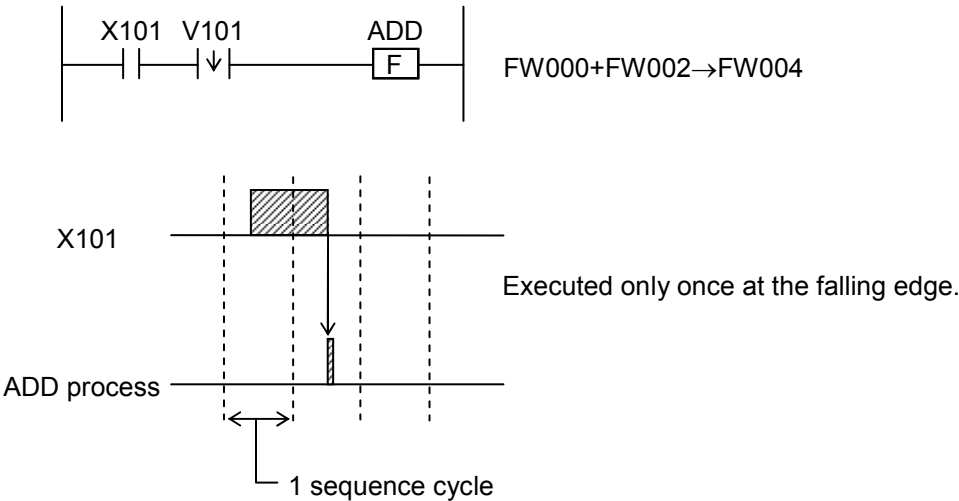 X101 V101 ADD
F
FW000+FW002→FW004
X101
Executed only once at the falling edge.
ADD process
1 sequence cycle